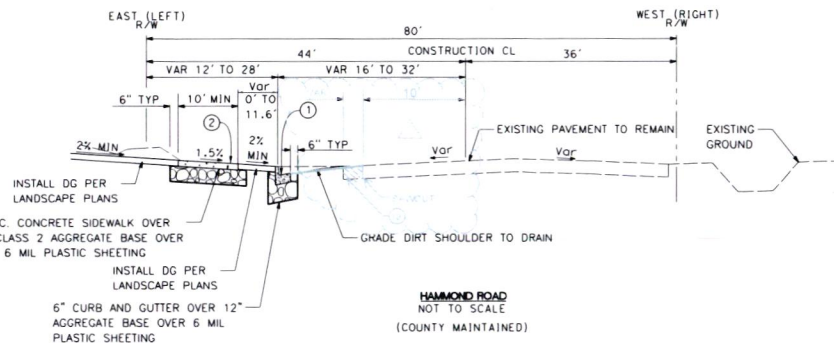 EAST (LEFT)
R/W
WEST (RIGHT)
R/W
80'
44'
CONSTRUCTION CL
36'
VAR 12' TO 28'
VAR 16' TO 32'
Var
6" TYP
10' MIN
0' TO
11.6'
10'
1
2
2%
MIN
6" TYP
2% MIN
1.5%
Var
Var
EXISTING PAVEMENT TO REMAIN
EXISTING
GROUND
INSTALL DG PER
LANDSCAPE PLANS
C. CONCRETE SIDEWALK OVER
CLASS 2 AGGREGATE BASE OVER
6 MIL PLASTIC SHEETING
GRADE DIRT SHOULDER TO DRAIN
INSTALL DG PER
LANDSCAPE PLANS
6" CURB AND GUTTER OVER 12"
AGGREGATE BASE OVER 6 MIL
PLASTIC SHEETING
HAMMOND ROAD
NOT TO SCALE
(COUNTY MAINTAINED)